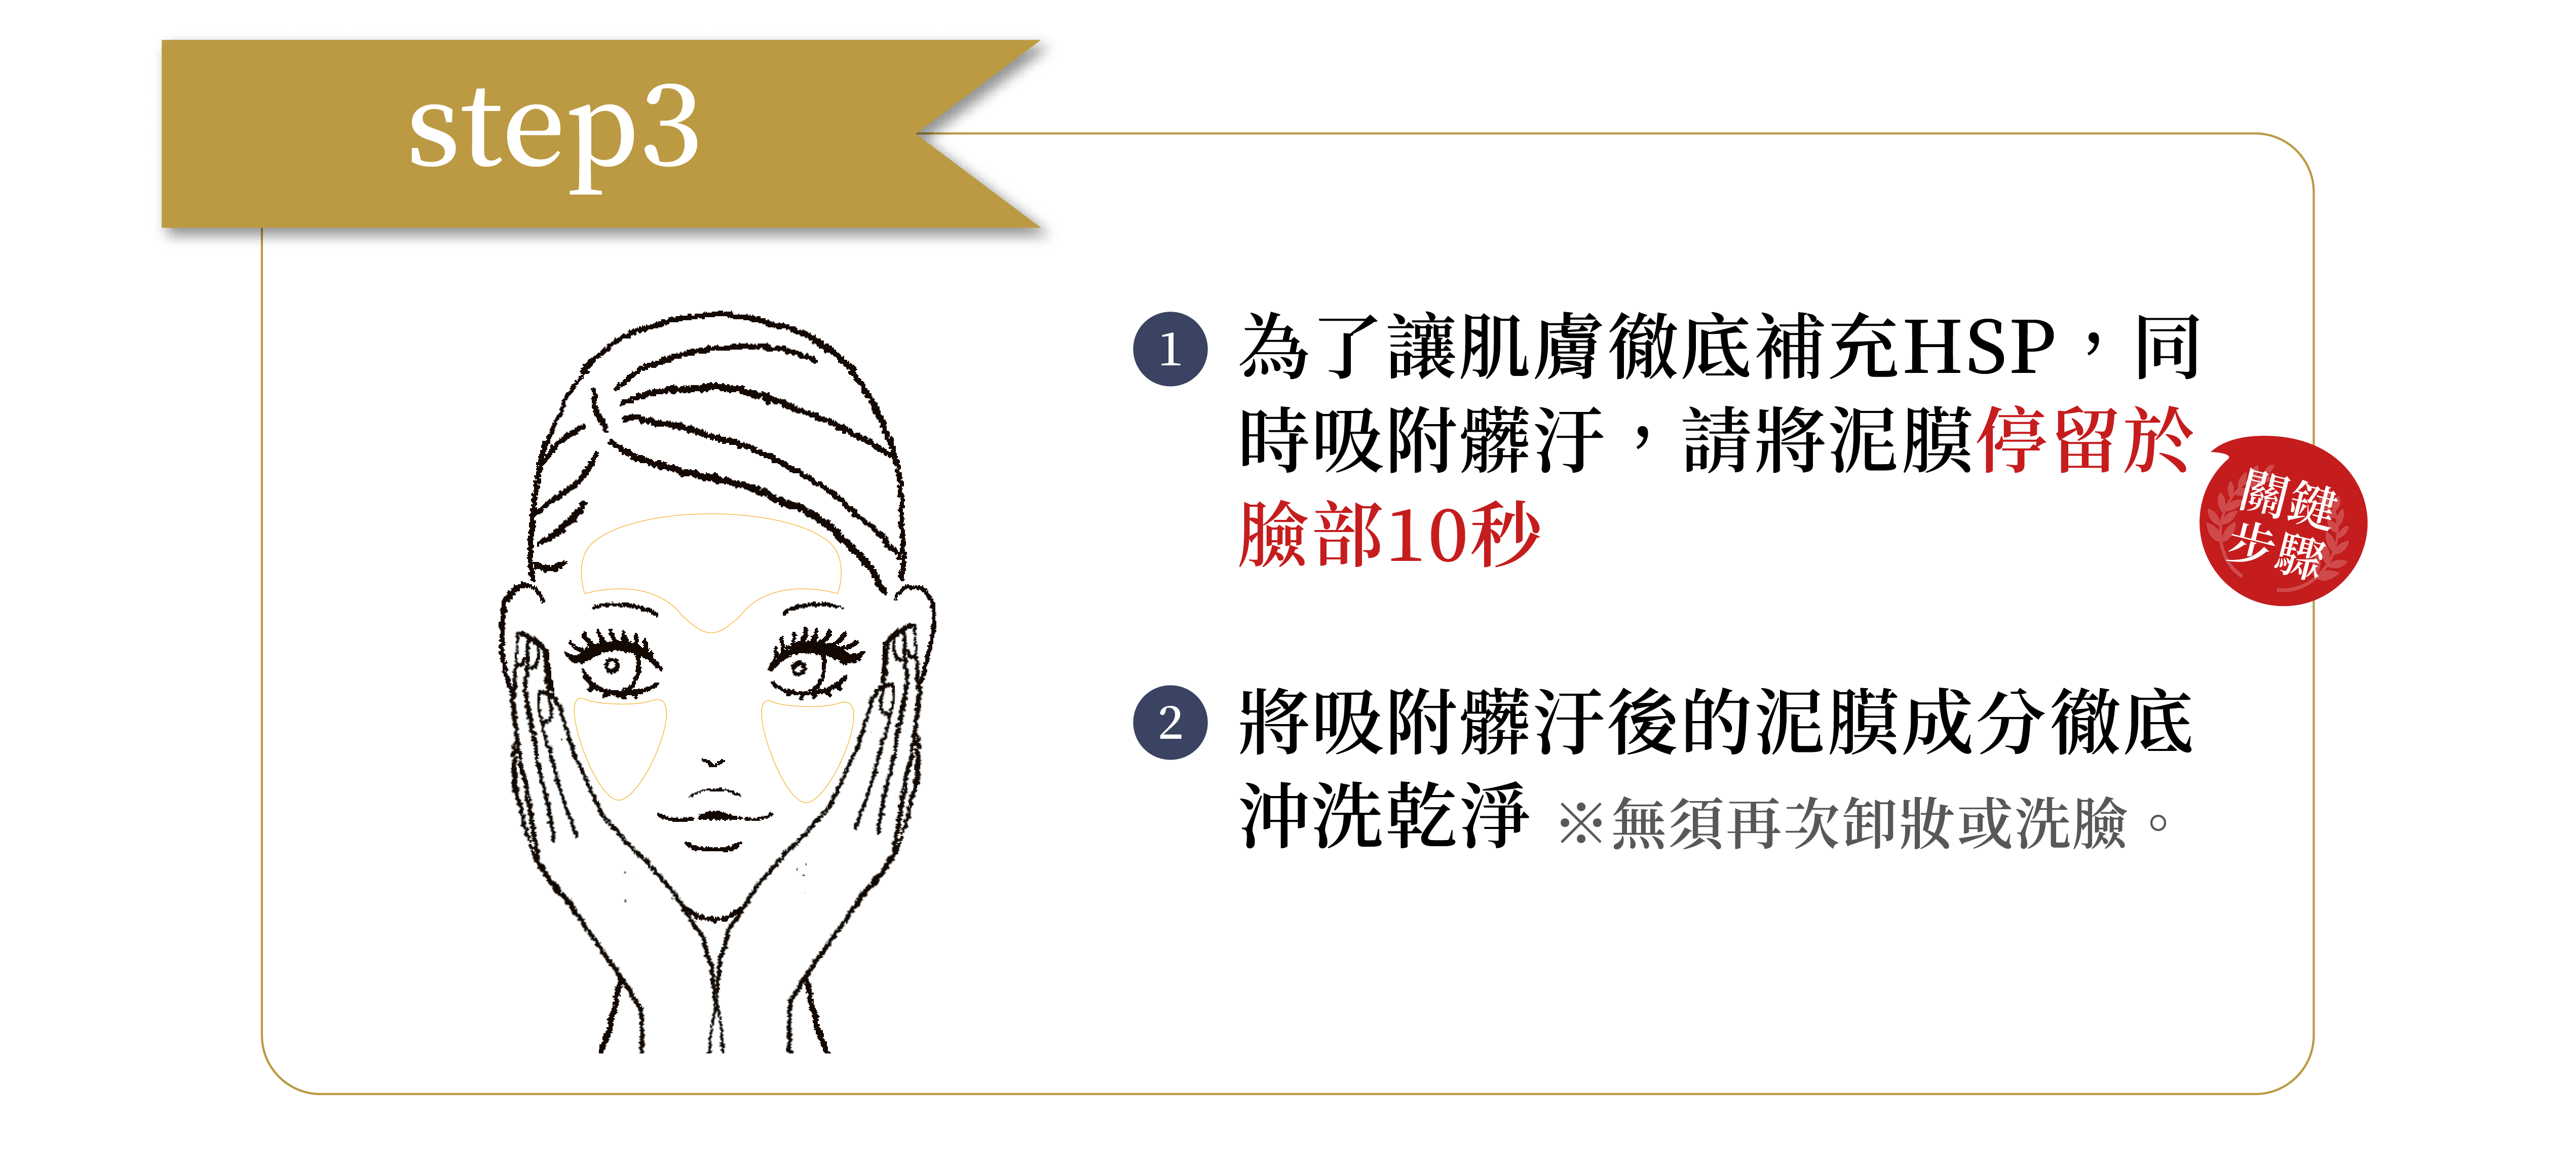 step3
1 為了讓肌膚徹底補充HSP，同
時吸附髒汙，請將泥膜停留於
臉部10秒
關鍵
步驟
2 將吸附髒汙後的泥膜成分徹底
沖洗乾淨 ※無須再次卸妝或洗臉。